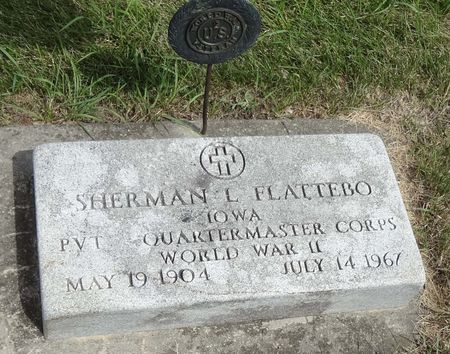 U.S.
SHERMAN L FLATTEBO
IOWA
PVT QUARTERMASTER CORPS
WORLD WAR II
MAY 19 1904 JULY 14 1967